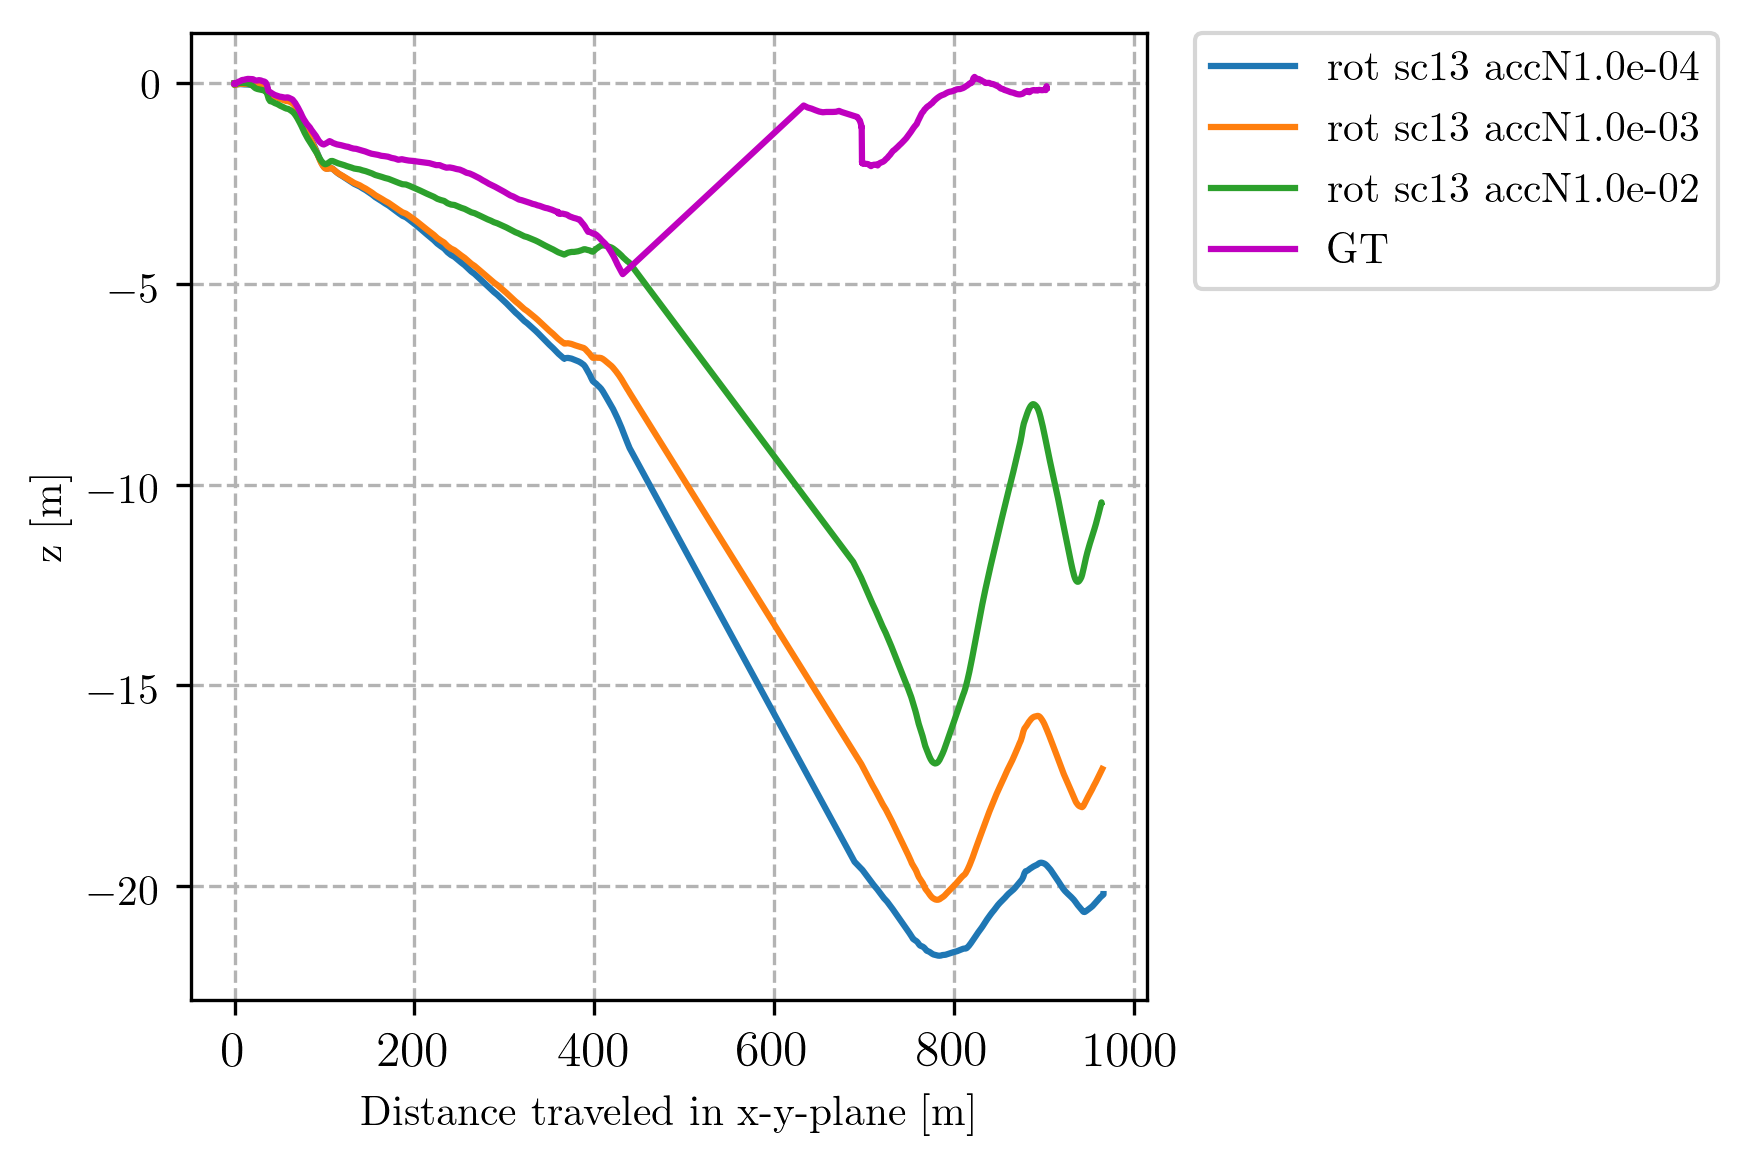 rot sc13 accN1.0e-04
rot sc13 accN1.0e-03
rot sc13 accN1.0e-02
GT
z [m]
0
−5
−10
−15
−20
0 200 400 600 800 1000
Distance traveled in x-y-plane [m]